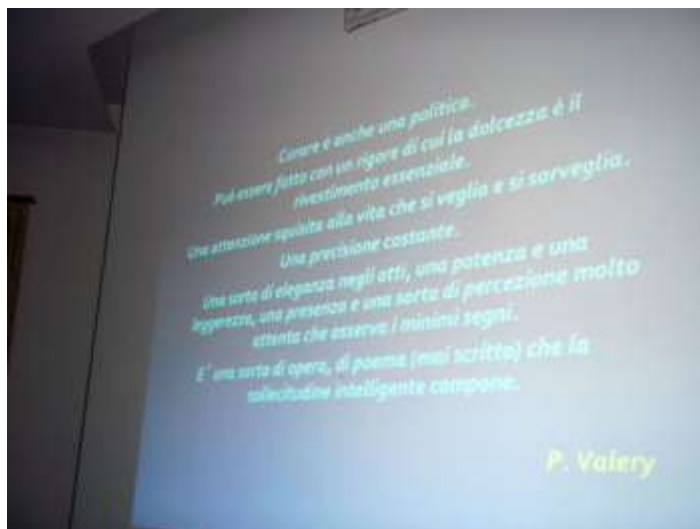 Curare e anche una politica.
Può essere fatto con un rigore di cui la dolcezza è il
rivestimento essenziale.
Una attenzione squisita alla vita che si veglia e si sorveglia.
Una precisione costante.
Una sorta di eleganza negli atti, una potenza e una
leggerezza, una presenza e una sorta di percezione molto
attenta che osserva i minimi segni.
E' una sorta di opera, di poema (mai scritto) che la
sollecitudine intelligente compone.
P. Valery